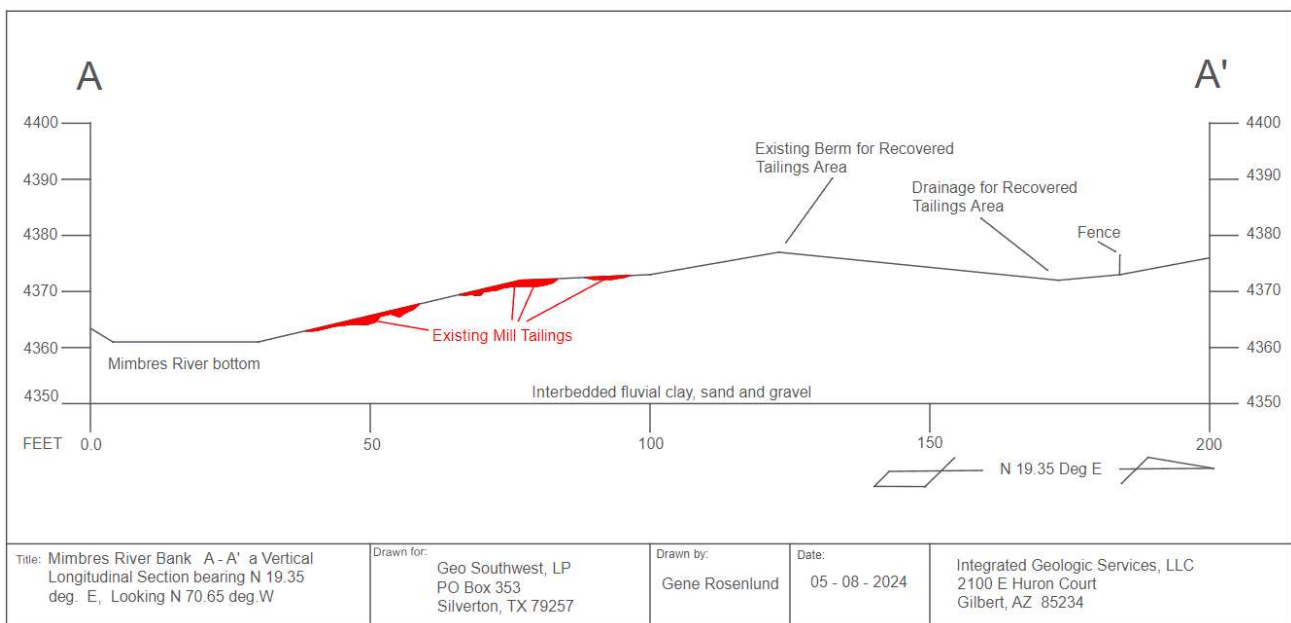 A
A'
4400
4390
4380
4370
4360
4350
4400
4390
4380
4370
4360
4350
Existing Berm for Recovered
Tailings Area
Drainage for Recovered
Tailings Area
Fence
Existing Mill Tailings
Mimbres River bottom
Interbedded fluvial clay, sand and gravel
FEET 0.0 50 100 150 200
N 19.35 Deg E
Title: Mimbres River Bank A - A' a Vertical
Longitudinal Section bearing N 19.35
deg. E, Looking N 70.65 deg.W
Drawn for:
Geo Southwest, LP
PO Box 353
Silverton, TX 79257
Drawn by:
Gene Rosenlund
Date:
05 - 08 - 2024
Integrated Geologic Services, LLC
2100 E Huron Court
Gilbert, AZ 85234